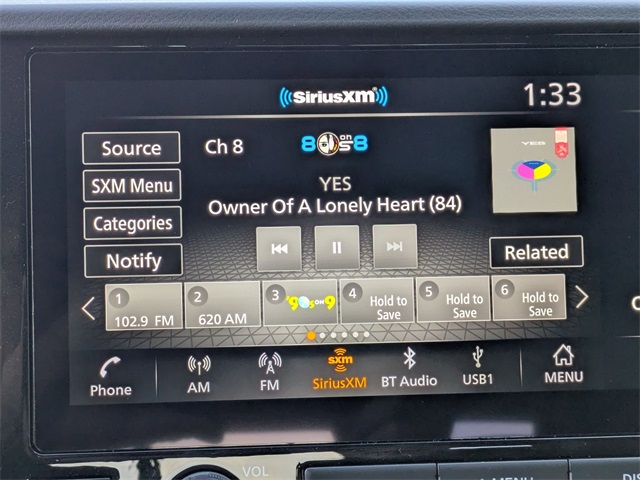 ((SiriusXM))
1:33
Source
Ch 8
80s on 8
YES
SXM Menu
YES
Owner Of A Lonely Heart (84)
Categories
Notify
Related
1
102.9 FM
2
620 AM
3
90s ON 9
4
Hold to
Save
5
Hold to
Save
6
Hold to
Save
Phone
AM
FM
sxm
SiriusXM
BT Audio
USB1
MENU
VOL
MENU